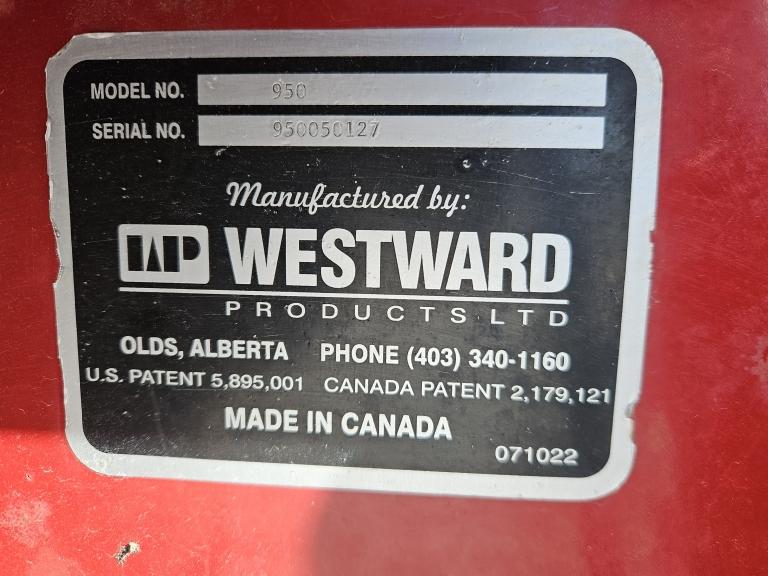 MODEL NO. 950
SERIAL NO. 950050127
Manufactured by:
WP WESTWARD
PRODUCTS LTD
OLDS, ALBERTA PHONE (403) 340-1160
U.S. PATENT 5,895,001 CANADA PATENT 2,179,121
MADE IN CANADA
071022